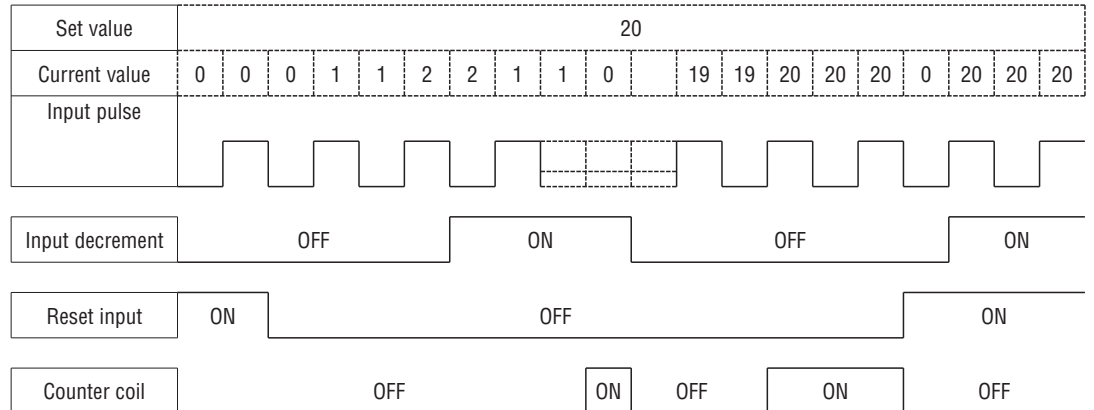 Set value 20
Current value 0 0 0 1 1 2 2 1 1 0 19 19 20 20 20 0 20 20 20
Input pulse
Input decrement OFF ON OFF ON
Reset input ON OFF ON
Counter coil OFF ON OFF ON OFF